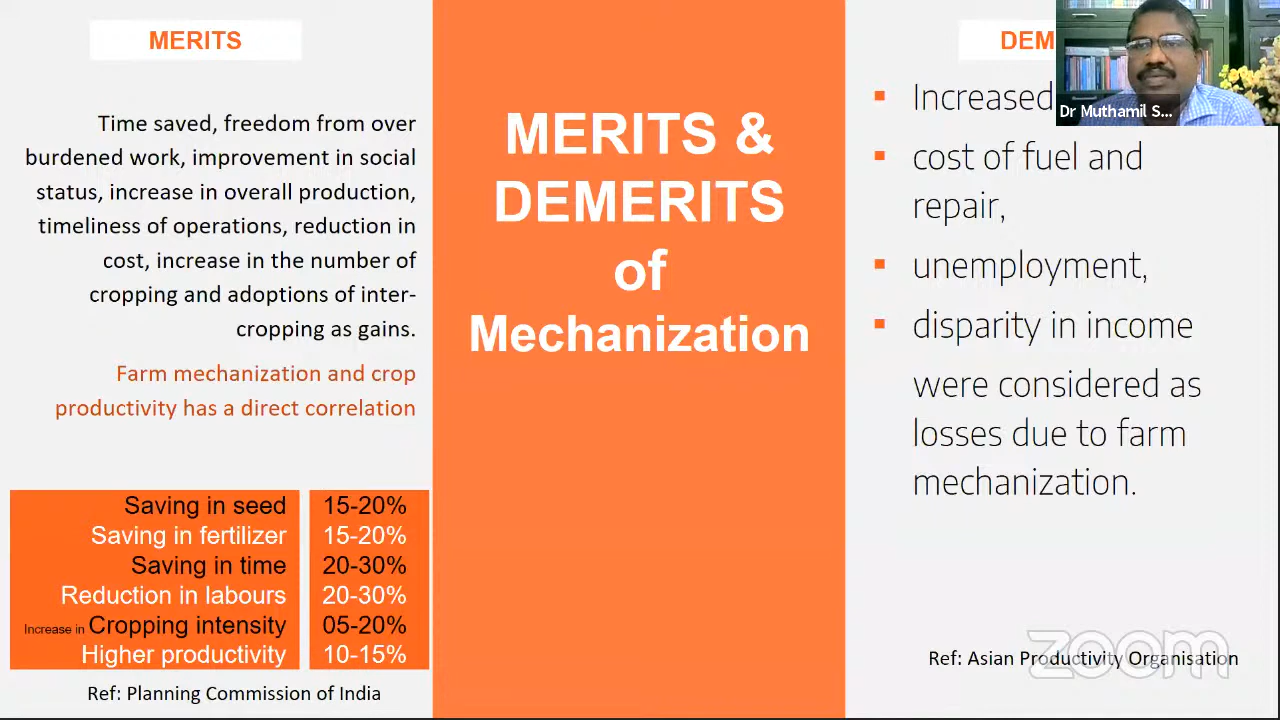 MERITS
Time saved, freedom from over
burdened work, improvement in social
status, increase in overall production,
timeliness of operations, reduction in
cost, increase in the number of
cropping and adoptions of inter-
cropping as gains.
Farm mechanization and crop
productivity has a direct correlation
Saving in seed 15-20%
Saving in fertilizer 15-20%
Saving in time 20-30%
Reduction in labours 20-30%
Increase in Cropping intensity 05-20%
Higher productivity 10-15%
Ref: Planning Commission of India
MERITS &
DEMERITS
of
Mechanization
DEM
Dr Muthamil S...
▪ Increased
▪ cost of fuel and
repair,
▪ unemployment,
▪ disparity in income
were considered as
losses due to farm
mechanization.
zoom
Ref: Asian Productivity Organisation